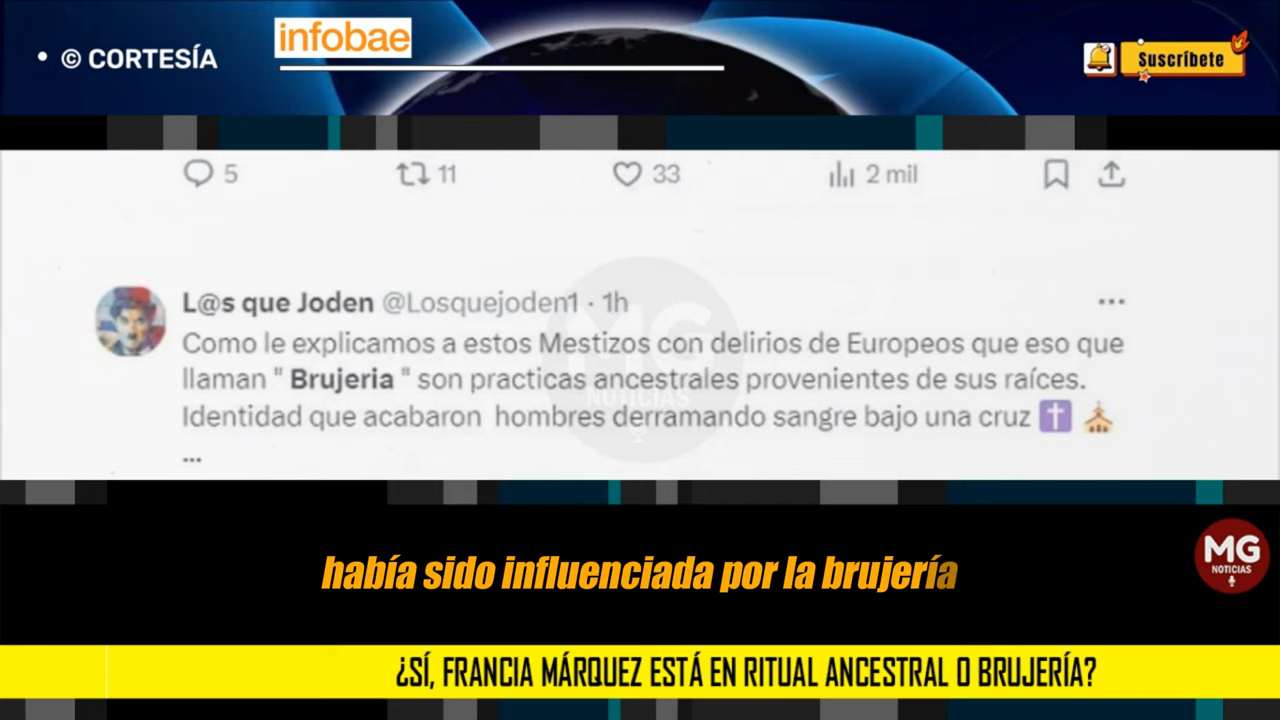 • © CORTESÍA
infobae
Suscríbete
5 11 33 2 mil
L@s que Joden @Losquejoden1 · 1h
Como le explicamos a estos Mestizos con delirios de Europeos que eso que
llaman " Brujeria " son practicas ancestrales provenientes de sus raíces.
Identidad que acabaron hombres derramando sangre bajo una cruz ✝️ ⛪
...
MG
NOTICIAS
había sido influenciada por la brujería
MG
NOTICIAS
¿SÍ, FRANCIA MÁRQUEZ ESTÁ EN RITUAL ANCESTRAL O BRUJERÍA?